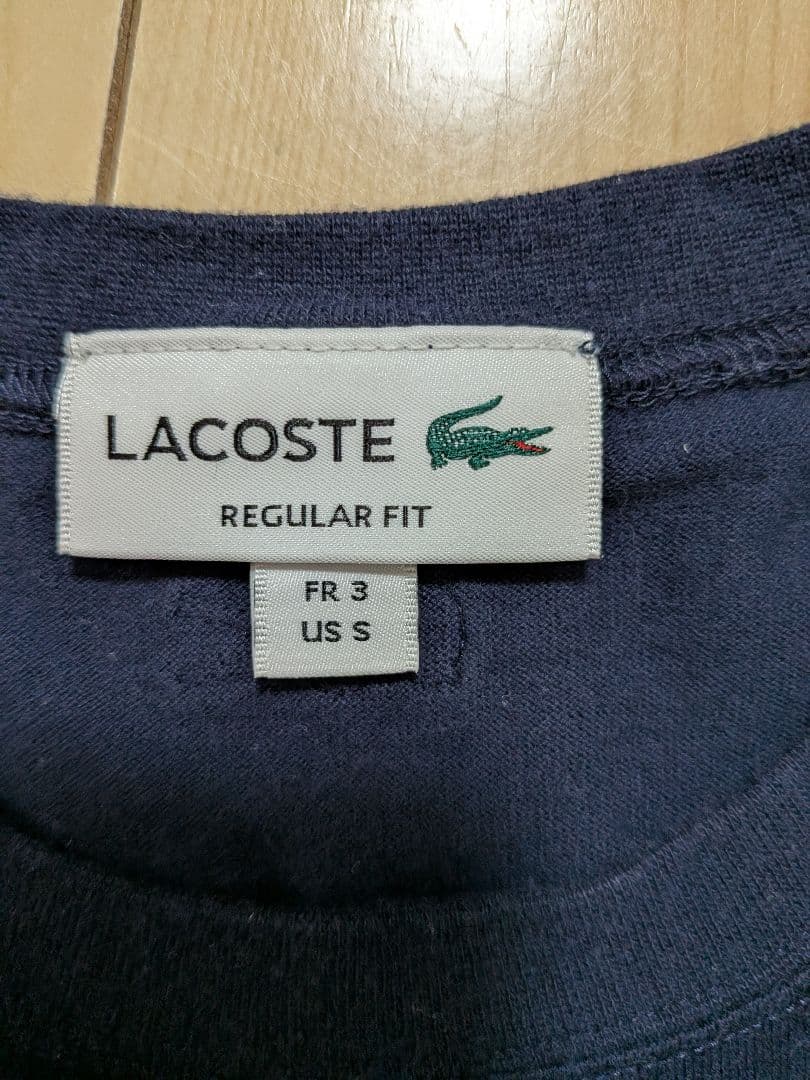 LACOSTE
REGULAR FIT
FR 3
US S